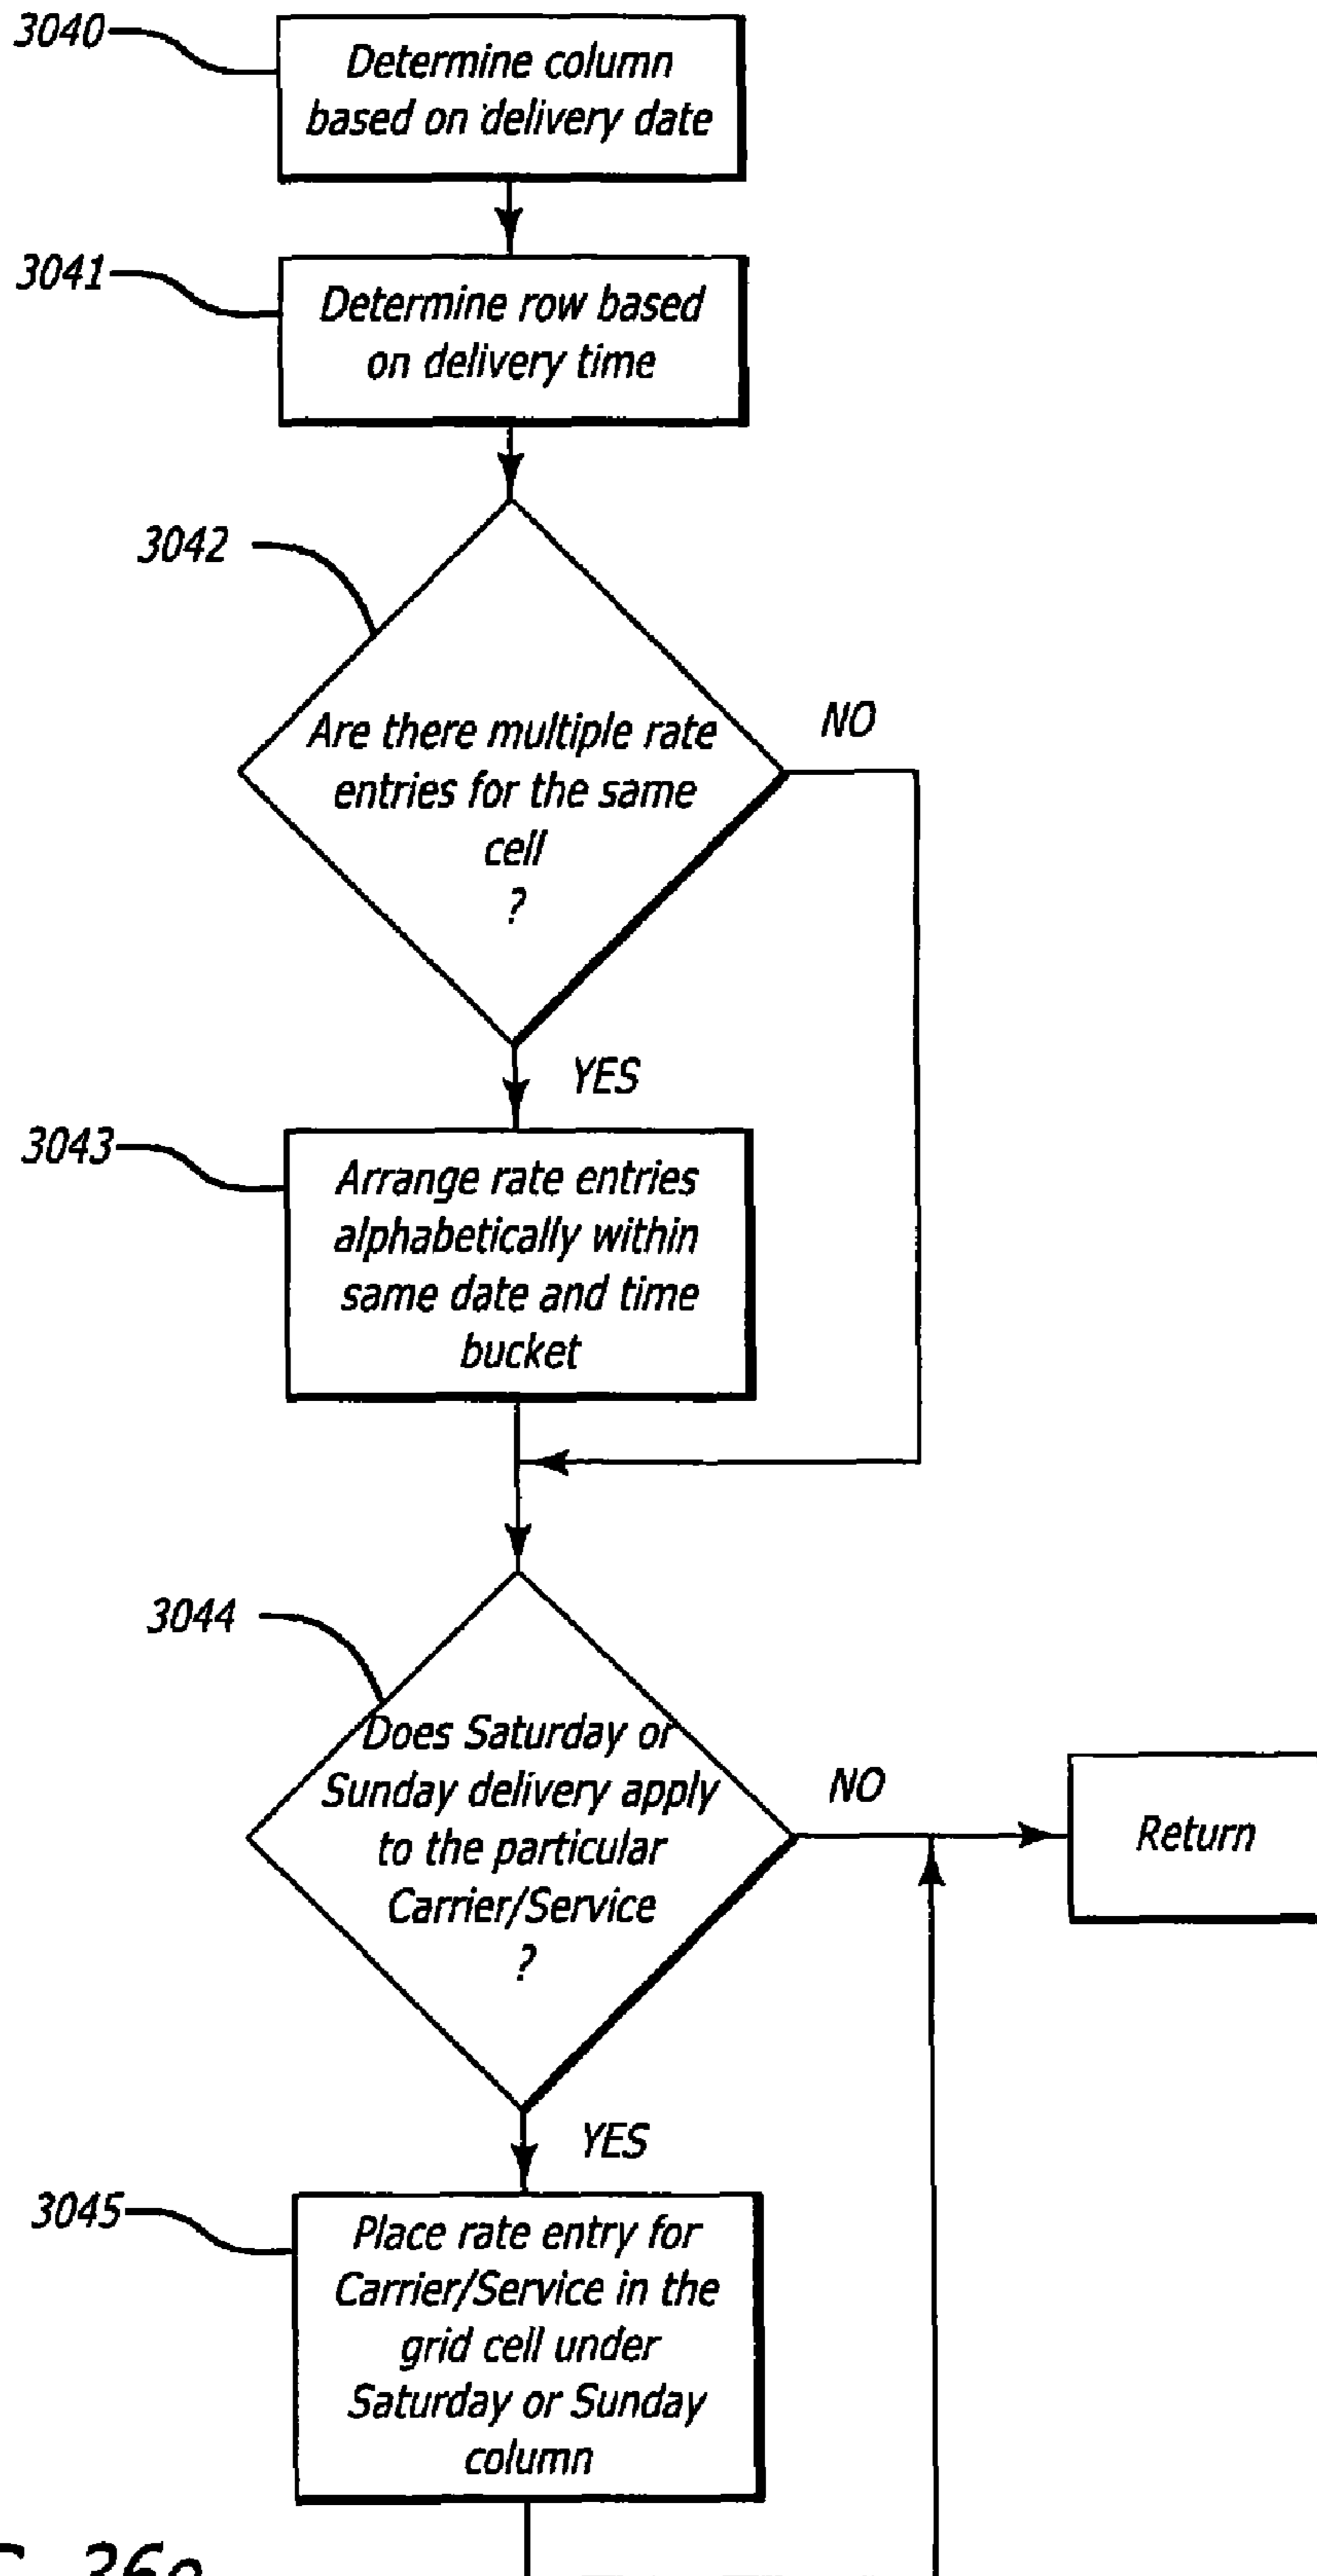 3040
Determine column
based on delivery date
3041
Determine row based
on delivery time
3042
Are there multiple rate
entries for the same
cell
?
NO
YES
3043
Arrange rate entries
alphabetically within
same date and time
bucket
3044
Does Saturday or
Sunday delivery apply
to the particular
Carrier/Service
?
NO
Return
YES
3045
Place rate entry for
Carrier/Service in the
grid cell under
Saturday or Sunday
column